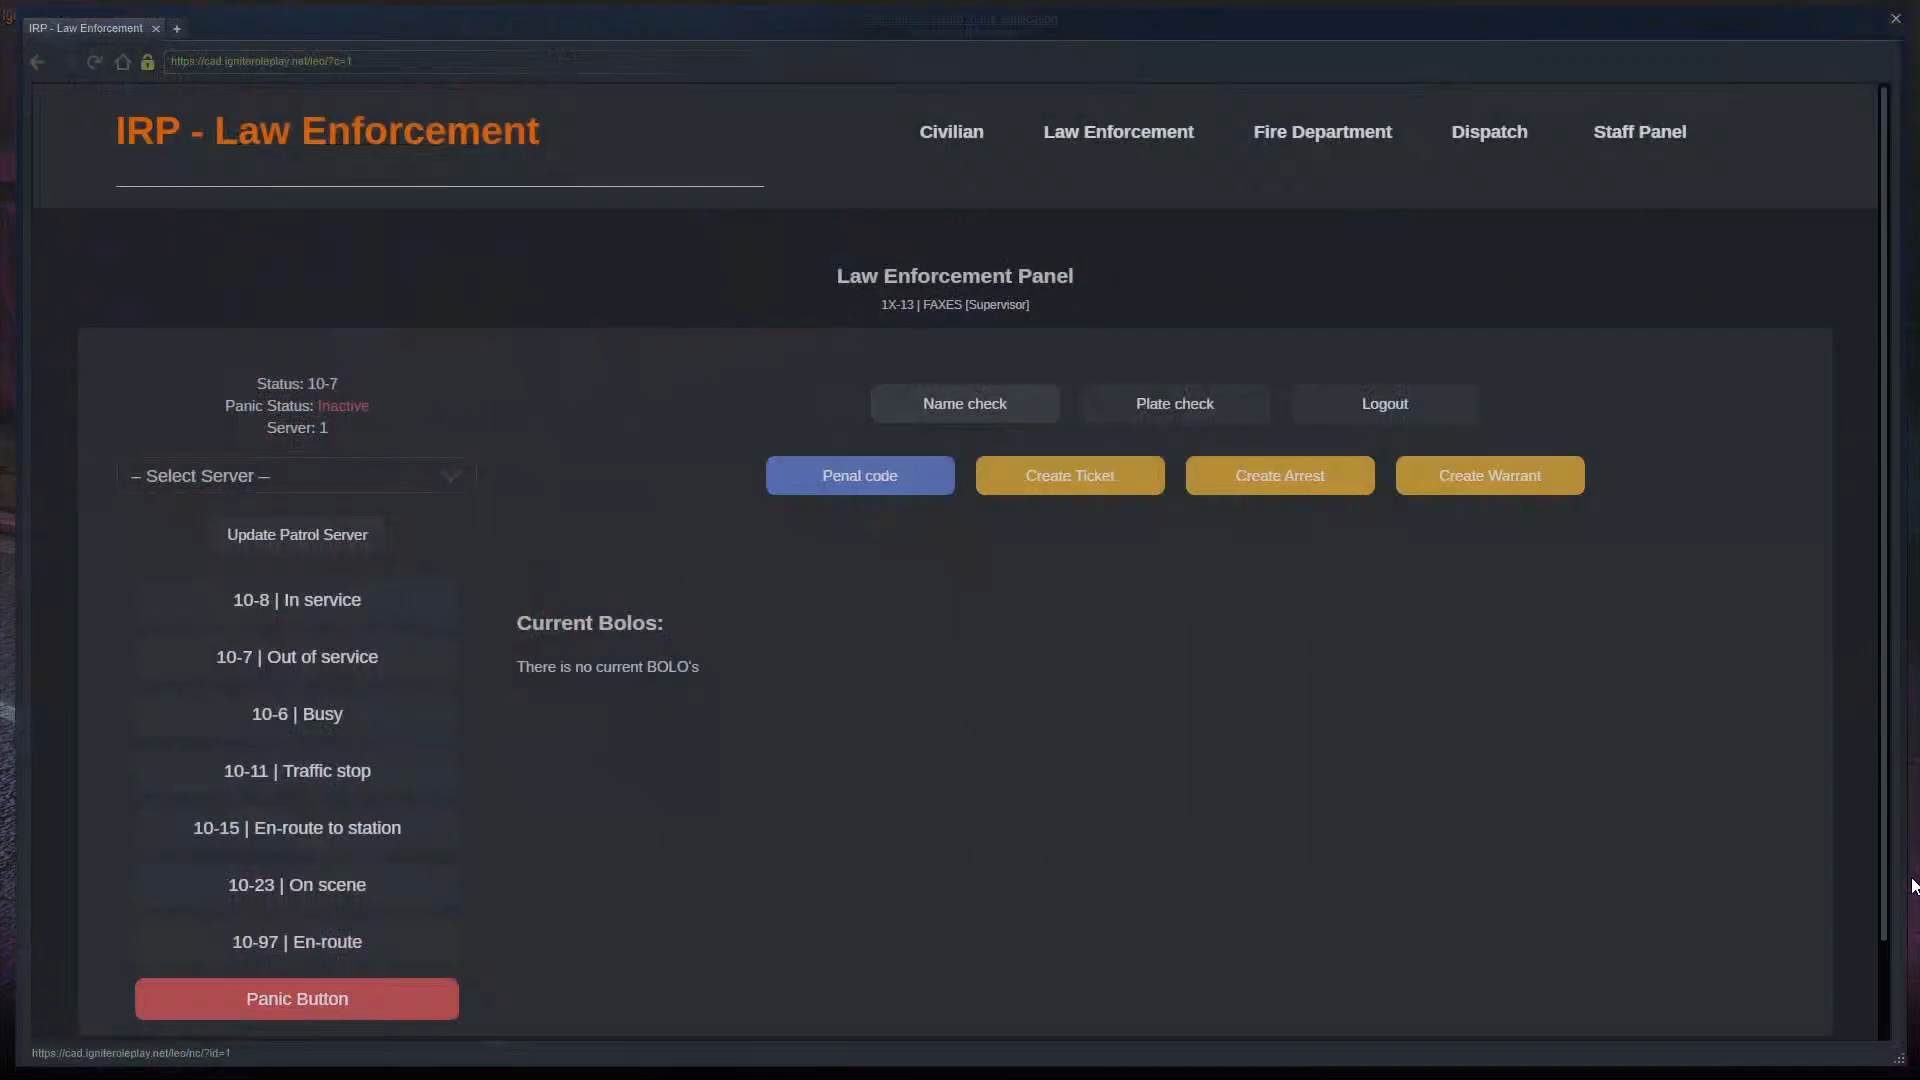 IRP - Law Enforcement
https://cad.igniteroleplay.net/leo/?c=1
IRP - Law Enforcement
Civilian
Law Enforcement
Fire Department
Dispatch
Staff Panel
Law Enforcement Panel
1X-13 | FAXES [Supervisor]
Status: 10-7
Panic Status: Inactive
Server: 1
– Select Server –
Update Patrol Server
Name check
Plate check
Logout
Penal code
Create Ticket
Create Arrest
Create Warrant
10-8 | In service
10-7 | Out of service
10-6 | Busy
10-11 | Traffic stop
10-15 | En-route to station
10-23 | On scene
10-97 | En-route
Panic Button
Current Bolos:
There is no current BOLO's
https://cad.igniteroleplay.net/leo/nc/?id=1